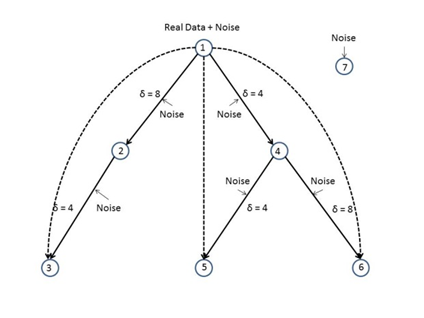 Real Data + Noise
1
Noise
7
δ = 8
δ = 4
Noise
Noise
2
4
Noise
Noise
δ = 4
Noise
δ = 4
δ = 8
3
5
6